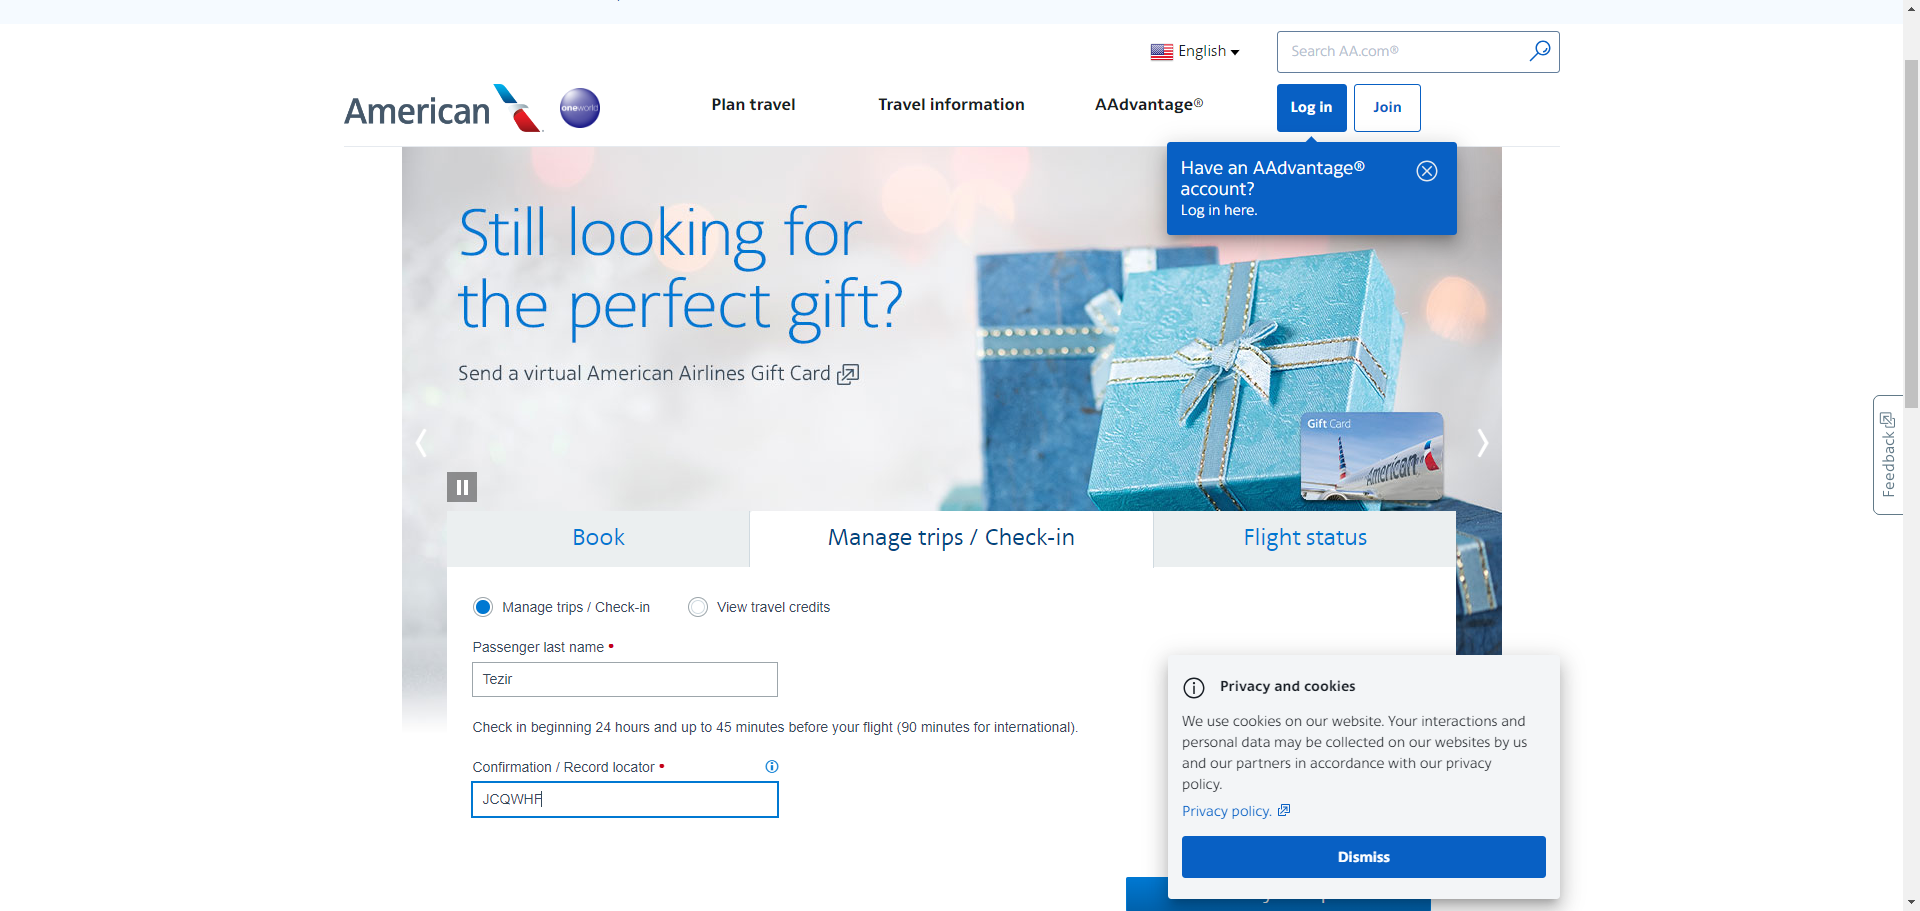 English
Search AA.com®
American
oneworld
Plan travel
Travel information
AAdvantage®
Log in
Join
Have an AAdvantage®
account?
Log in here.
Still looking for
the perfect gift?
Send a virtual American Airlines Gift Card
Gift Card
American
Feedback
Book
Manage trips / Check-in
Flight status
Manage trips / Check-in
View travel credits
Passenger last name •
Tezir
Check in beginning 24 hours and up to 45 minutes before your flight (90 minutes for international).
Confirmation / Record locator •
JCQWHF
Privacy and cookies
We use cookies on our website. Your interactions and
personal data may be collected on our websites by us
and our partners in accordance with our privacy
policy.
Privacy policy.
Dismiss